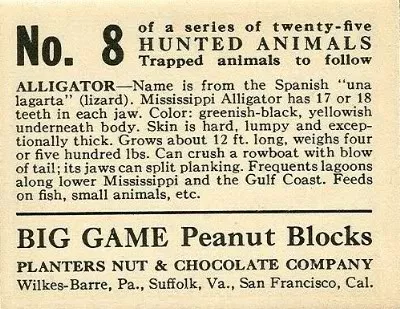 No. 8
of a series of twenty-five
HUNTED ANIMALS
Trapped animals to follow
ALLIGATOR—Name is from the Spanish "una
lagarta" (lizard). Mississippi Alligator has 17 or 18
teeth in each jaw. Color: greenish-black, yellowish
underneath body. Skin is hard, lumpy and excep-
tionally thick. Grows about 12 ft. long, weighs four
or five hundred lbs. Can crush a rowboat with blow
of tail; its jaws can split planking. Frequents lagoons
along lower Mississippi and the Gulf Coast. Feeds
on fish, small animals, etc.
BIG GAME Peanut Blocks
PLANTERS NUT & CHOCOLATE COMPANY
Wilkes-Barre, Pa., Suffolk, Va., San Francisco, Cal.